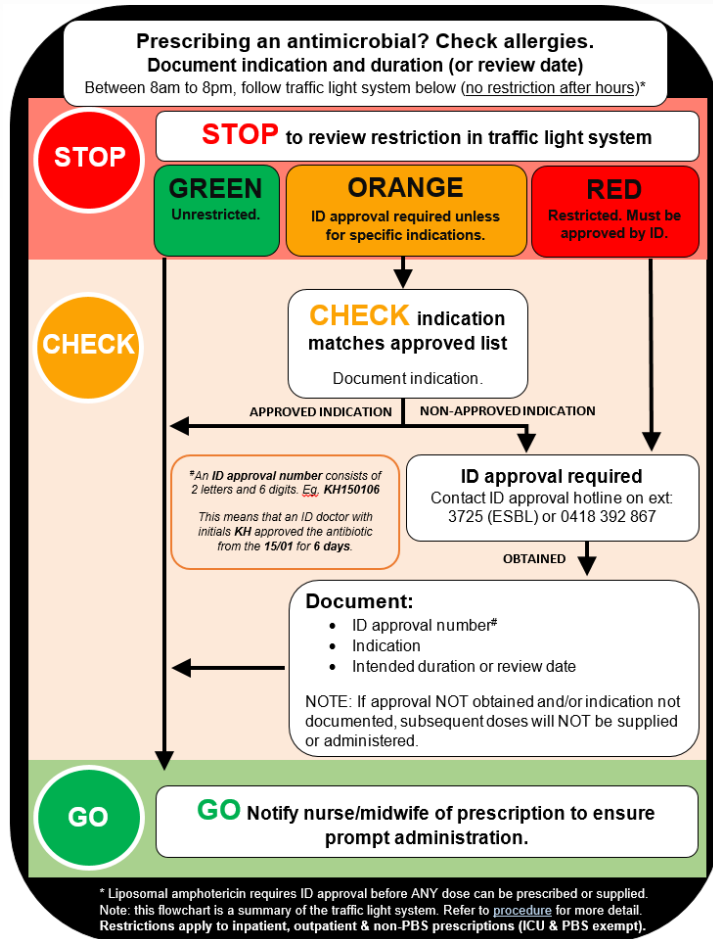 Prescribing an antimicrobial? Check allergies.
Document indication and duration (or review date)
Between 8am to 8pm, follow traffic light system below (no restriction after hours)*
STOP
STOP to review restriction in traffic light system
GREEN
Unrestricted.
ORANGE
ID approval required unless
for specific indications.
RED
Restricted. Must be
approved by ID.
CHECK
CHECK indication
matches approved list
Document indication.
APPROVED INDICATION
NON-APPROVED INDICATION
#An ID approval number consists of
2 letters and 6 digits. Eg. KH150106
This means that an ID doctor with
initials KH approved the antibiotic
from the 15/01 for 6 days.
ID approval required
Contact ID approval hotline on ext:
3725 (ESBL) or 0418 392 867
OBTAINED
Document:
• ID approval number#
• Indication
• Intended duration or review date
NOTE: If approval NOT obtained and/or indication not
documented, subsequent doses will NOT be supplied
or administered.
GO
GO Notify nurse/midwife of prescription to ensure
prompt administration.
* Liposomal amphotericin requires ID approval before ANY dose can be prescribed or supplied.
Note: this flowchart is a summary of the traffic light system. Refer to procedure for more detail.
Restrictions apply to inpatient, outpatient & non-PBS prescriptions (ICU & PBS exempt).